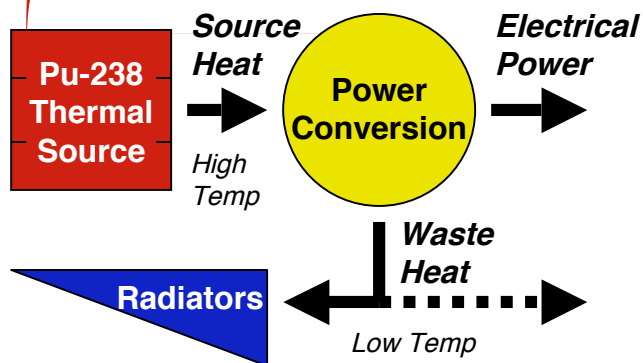 Pu-238
Thermal
Source
Source
Heat
High
Temp
Power
Conversion
Electrical
Power
Waste
Heat
Radiators
Low Temp